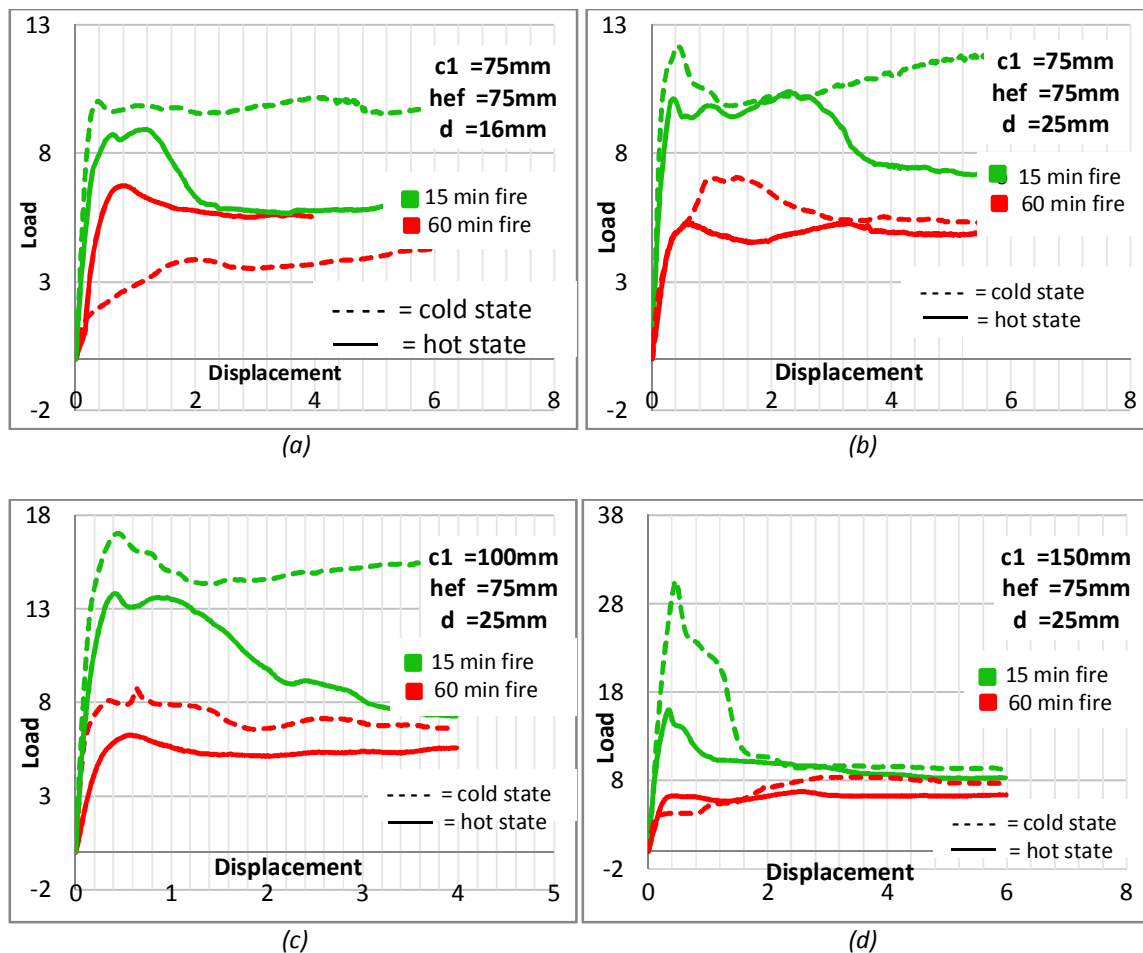 13
8
3
-2
Load
c1 =75mm
hef =75mm
d =16mm
15 min fire
60 min fire
= cold state
= hot state
Displacement
0 2 4 6 8
(a)
13
8
3
-2
Load
c1 =75mm
hef =75mm
d =25mm
15 min fire
60 min fire
= cold state
= hot state
Displacement
0 2 4 6 8
(b)
18
13
8
3
-2
Load
c1 =100mm
hef =75mm
d =25mm
15 min fire
60 min fire
= cold state
= hot state
Displacement
0 1 2 3 4 5
(c)
38
28
18
8
-2
Load
c1 =150mm
hef =75mm
d =25mm
15 min fire
60 min fire
= cold state
= hot state
Displacement
0 2 4 6 8
(d)